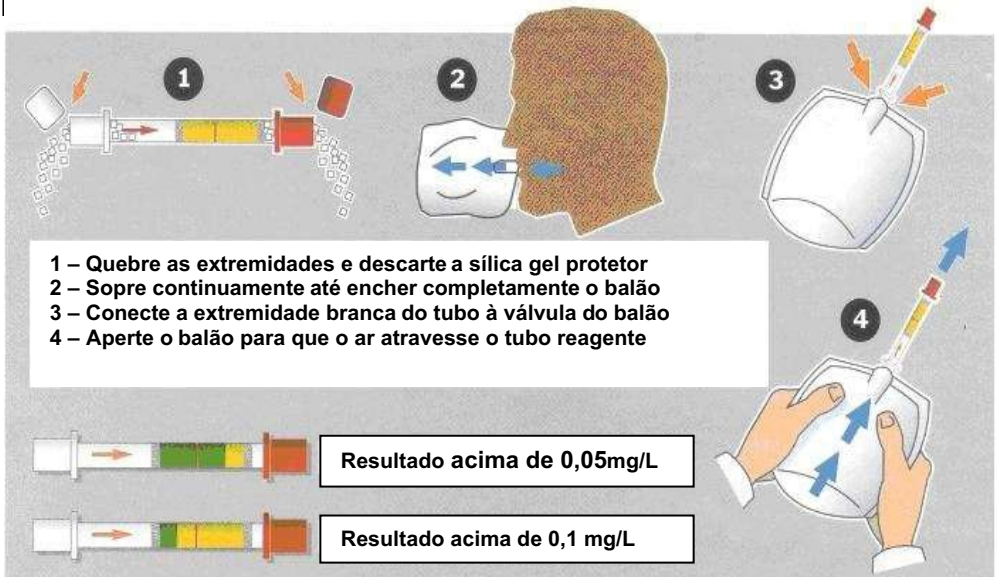 1
2
3
1 – Quebre as extremidades e descarte a sílica gel protetor
2 – Sopre continuamente até encher completamente o balão
3 – Conecte a extremidade branca do tubo à válvula do balão
4 – Aperte o balão para que o ar atravesse o tubo reagente
4
Resultado acima de 0,05mg/L
Resultado acima de 0,1 mg/L